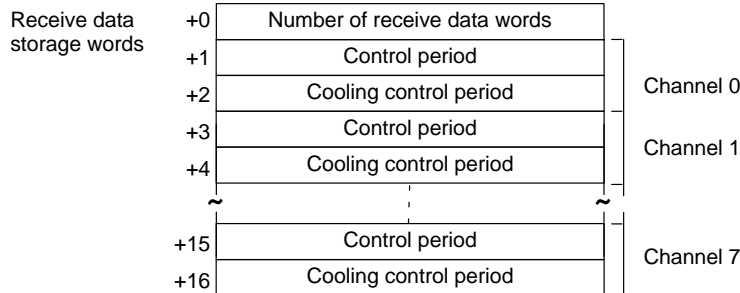 Receive data
storage words
+0 Number of receive data words
+1 Control period
+2 Cooling control period
Channel 0
+3 Control period
+4 Cooling control period
Channel 1
~ ~
+15 Control period
+16 Cooling control period
Channel 7